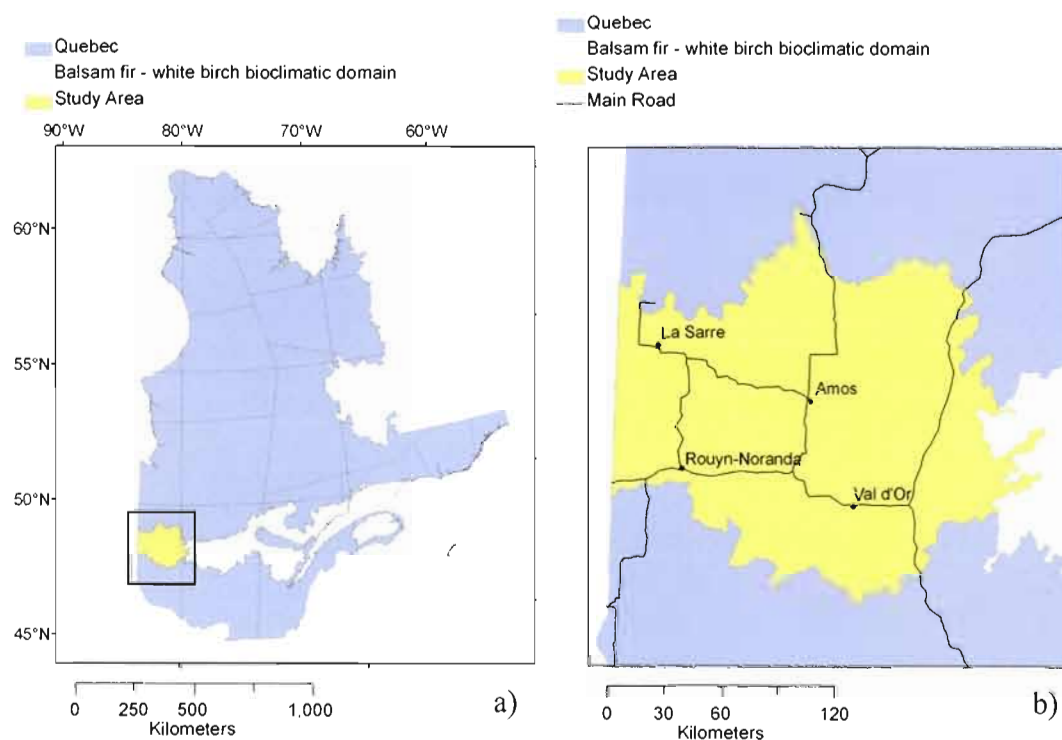 Quebec
Balsam fir - white birch bioclimatic domain
Study Area
90°W 80°W 70°W 60°W
60°N
55°N
50°N
45°N
0 250 500 1,000
Kilometers
a)
Quebec
Balsam fir - white birch bioclimatic domain
Study Area
Main Road
La Sarre
Amos
Rouyn-Noranda
Val d'Or
0 30 60 120
Kilometers
b)